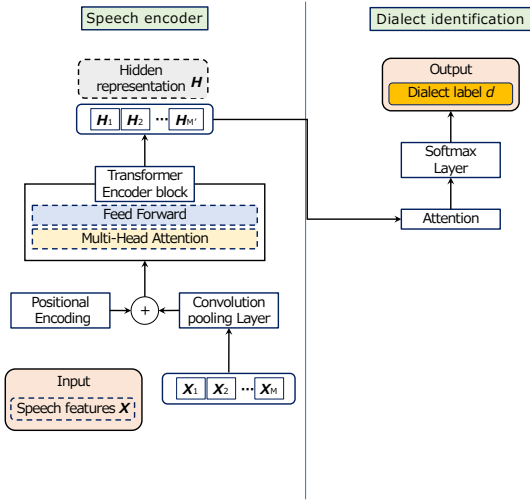 Speech encoder
Hidden
representation H
H1 H2 ... HM'
Transformer
Encoder block
Feed Forward
Multi-Head Attention
Positional
Encoding
+
Convolution
pooling Layer
Input
Speech features X
X1 X2 ... XM
Dialect identification
Output
Dialect label d
Softmax
Layer
Attention